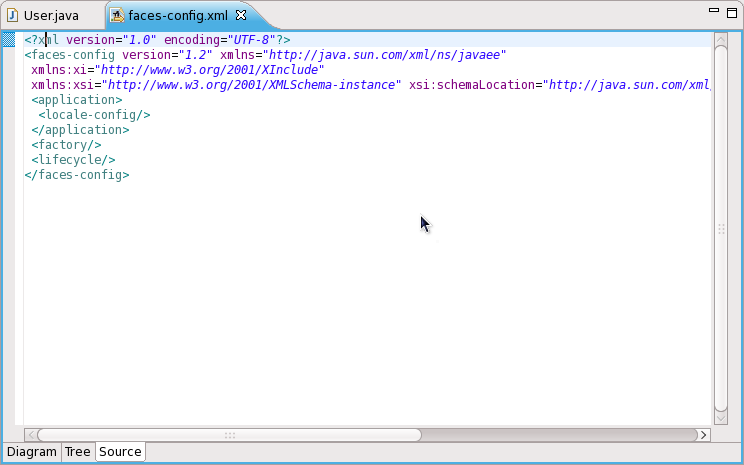 User.java faces-config.xml
<?xml version="1.0" encoding="UTF-8"?>
<faces-config version="1.2" xmlns="http://java.sun.com/xml/ns/javaee"
 xmlns:xi="http://www.w3.org/2001/XInclude"
 xmlns:xsi="http://www.w3.org/2001/XMLSchema-instance" xsi:schemaLocation="http://java.sun.com/xml/
 <application>
  <locale-config/>
 </application>
 <factory/>
 <lifecycle/>
</faces-config>
Diagram Tree Source